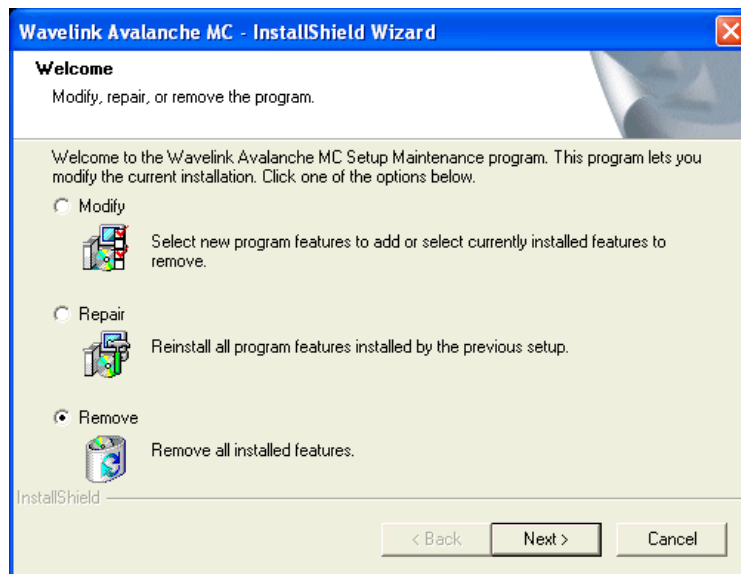 Wavelink Avalanche MC - InstallShield Wizard
Welcome
Modify, repair, or remove the program.
Welcome to the Wavelink Avalanche MC Setup Maintenance program. This program lets you
modify the current installation. Click one of the options below.
Modify
Select new program features to add or select currently installed features to
remove.
Repair
Reinstall all program features installed by the previous setup.
Remove
Remove all installed features.
InstallShield
< Back
Next >
Cancel